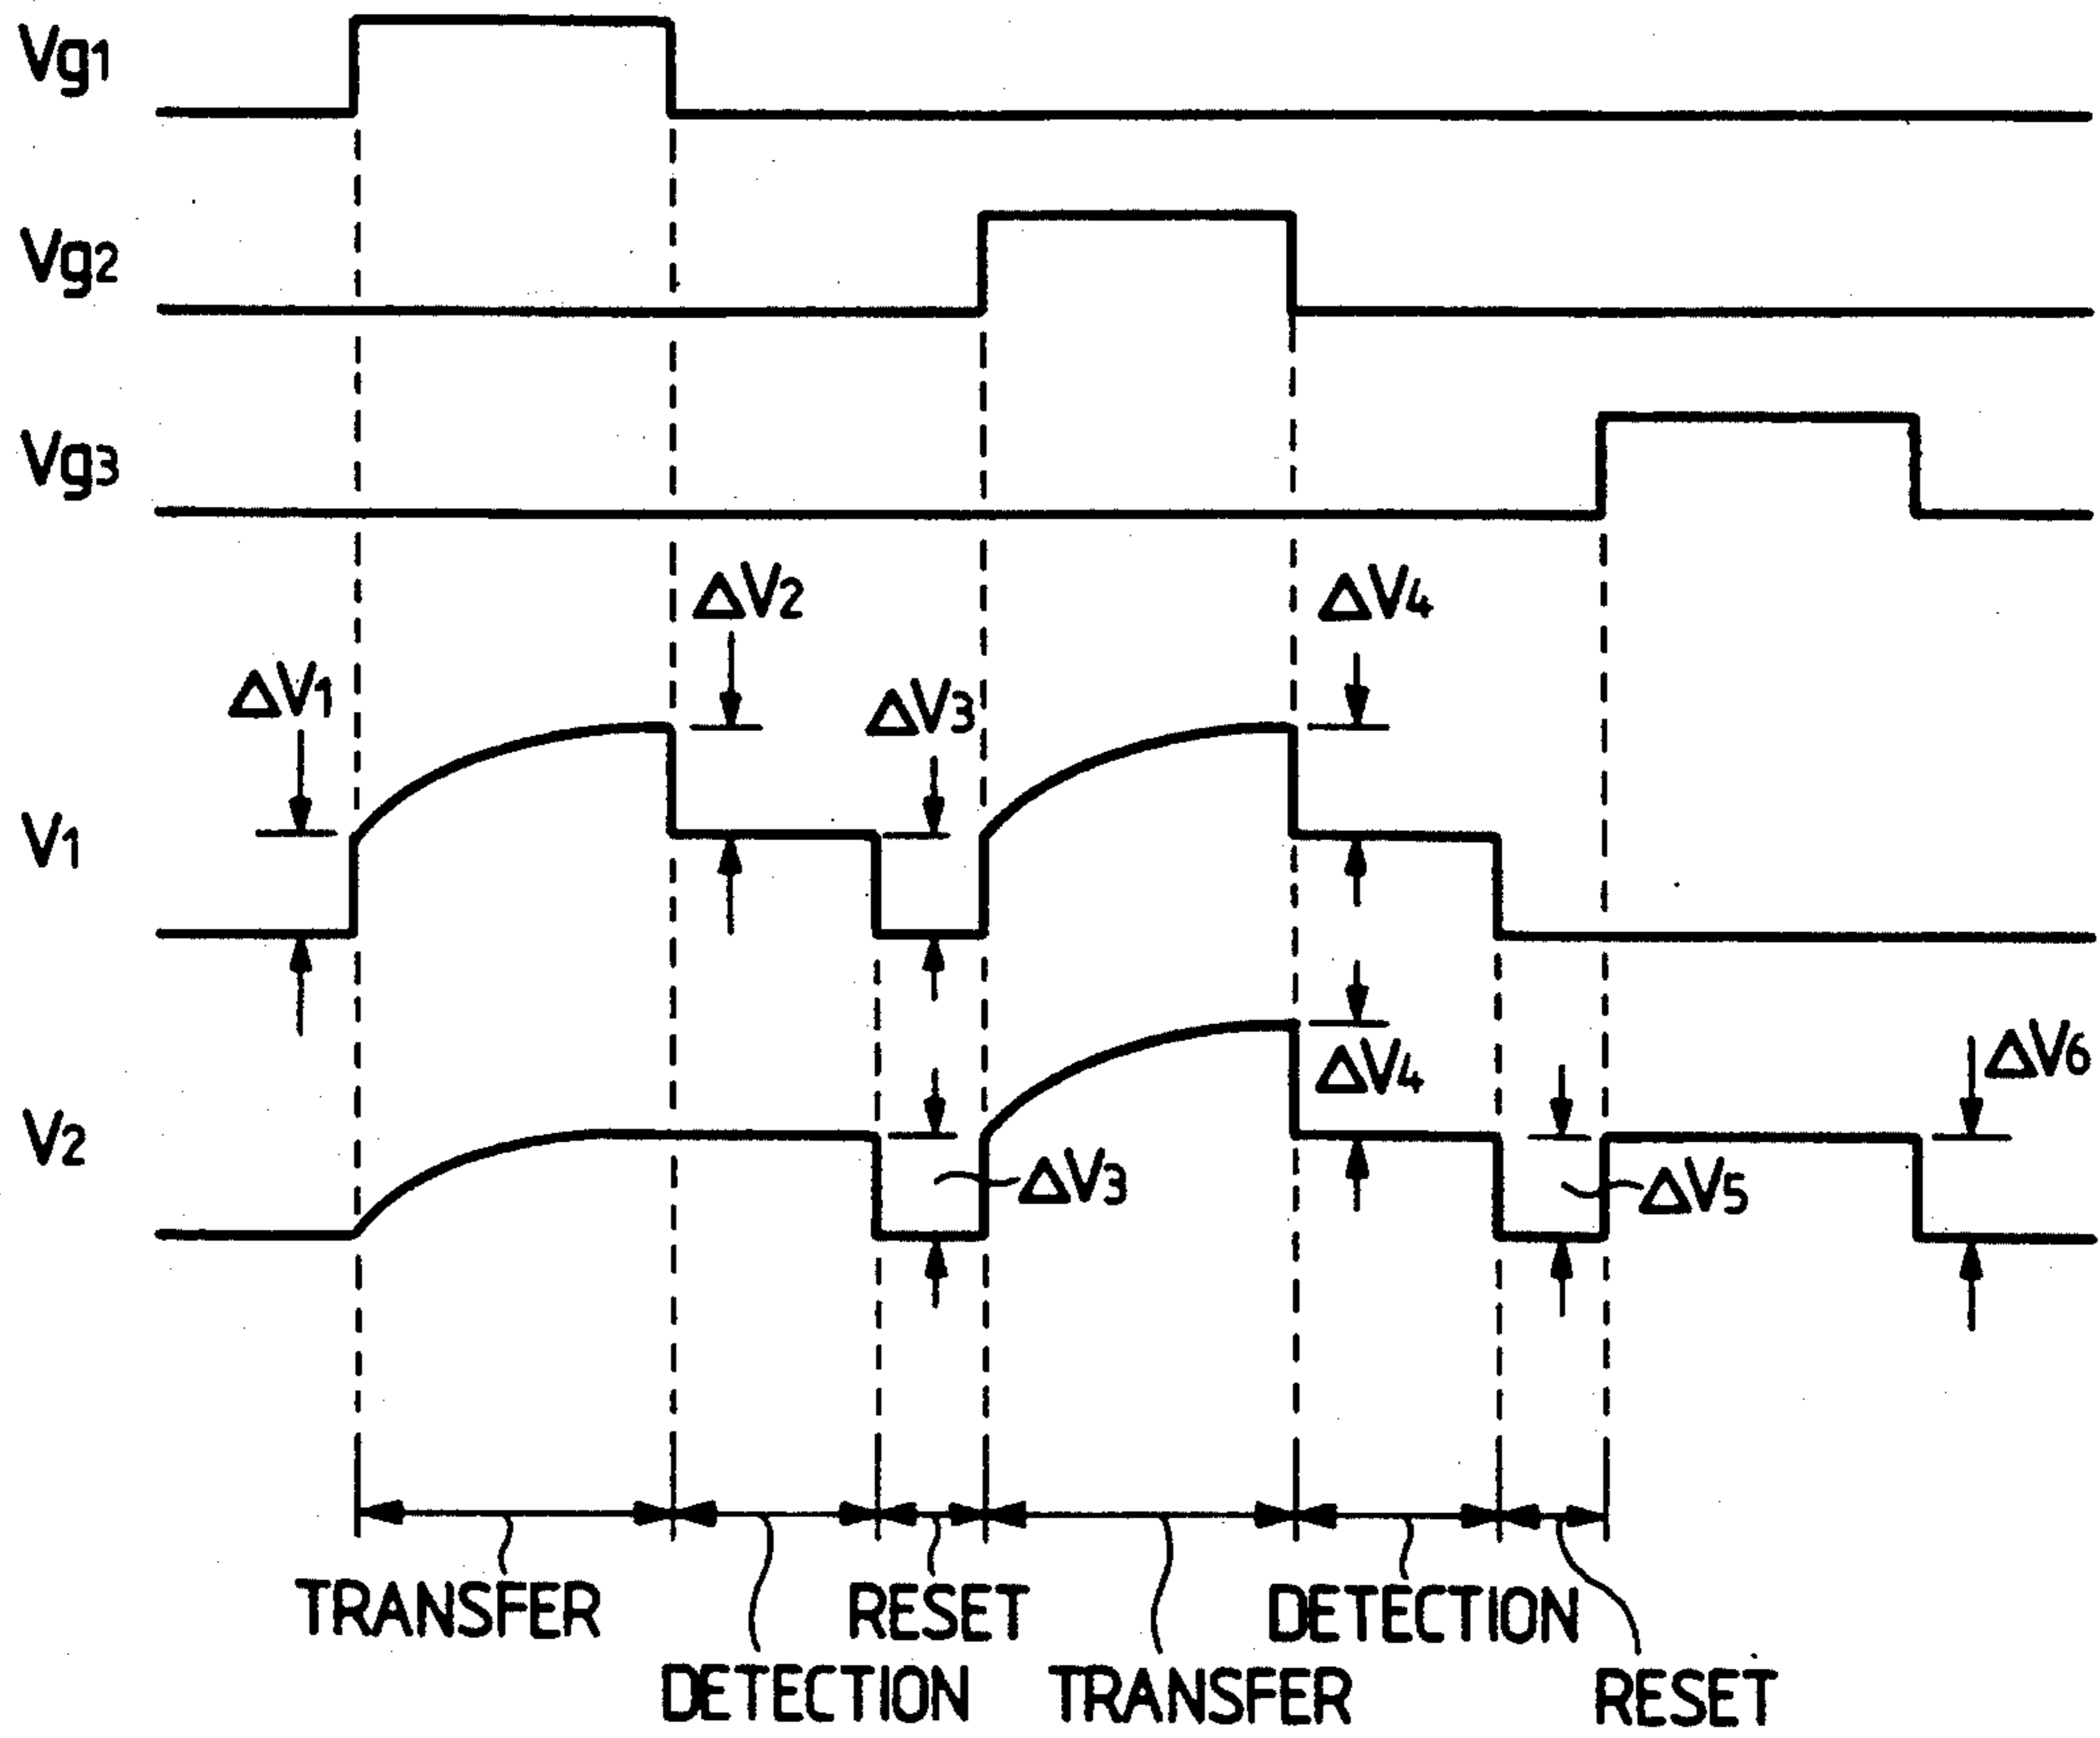 Vg1
Vg2
Vg3
ΔV2
ΔV4
ΔV1
ΔV3
V1
ΔV4
ΔV6
V2
ΔV3
ΔV5
TRANSFER
RESET
DETECTION
DETECTION
TRANSFER
RESET